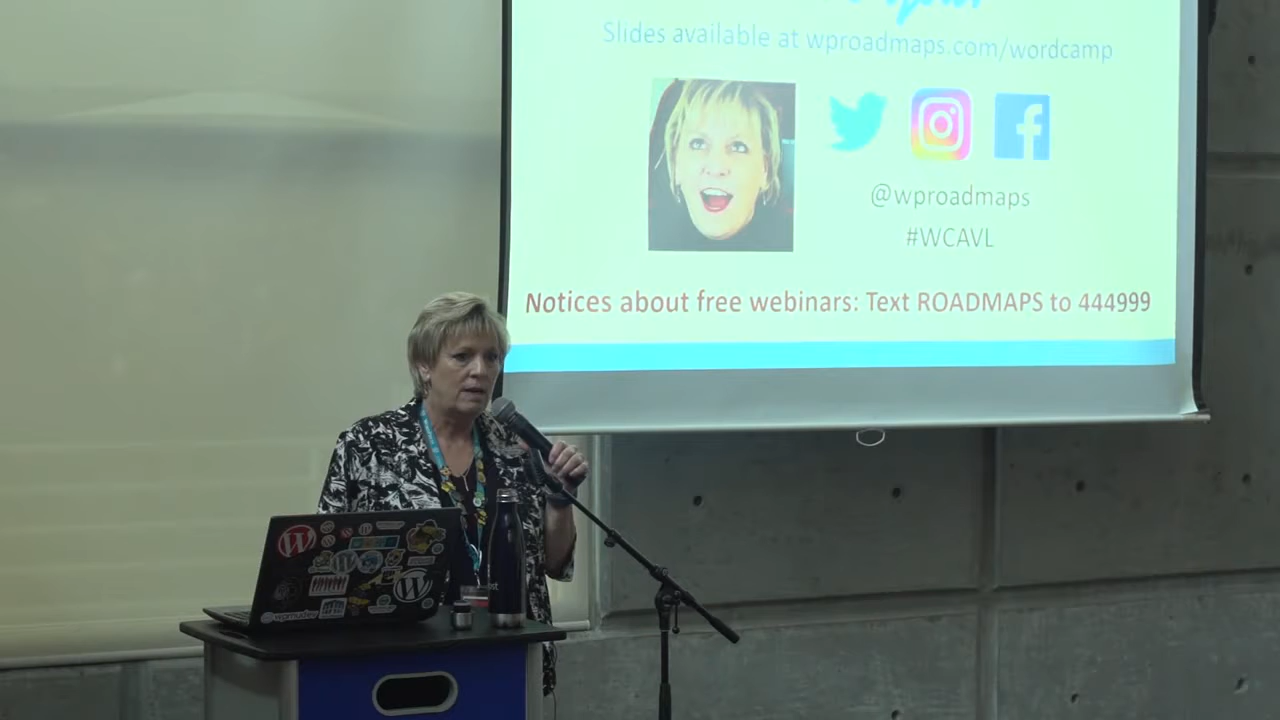 Slides available at wproadmaps.com/wordcamp
@wproadmaps
#WCAVL
Notices about free webinars: Text ROADMAPS to 444999